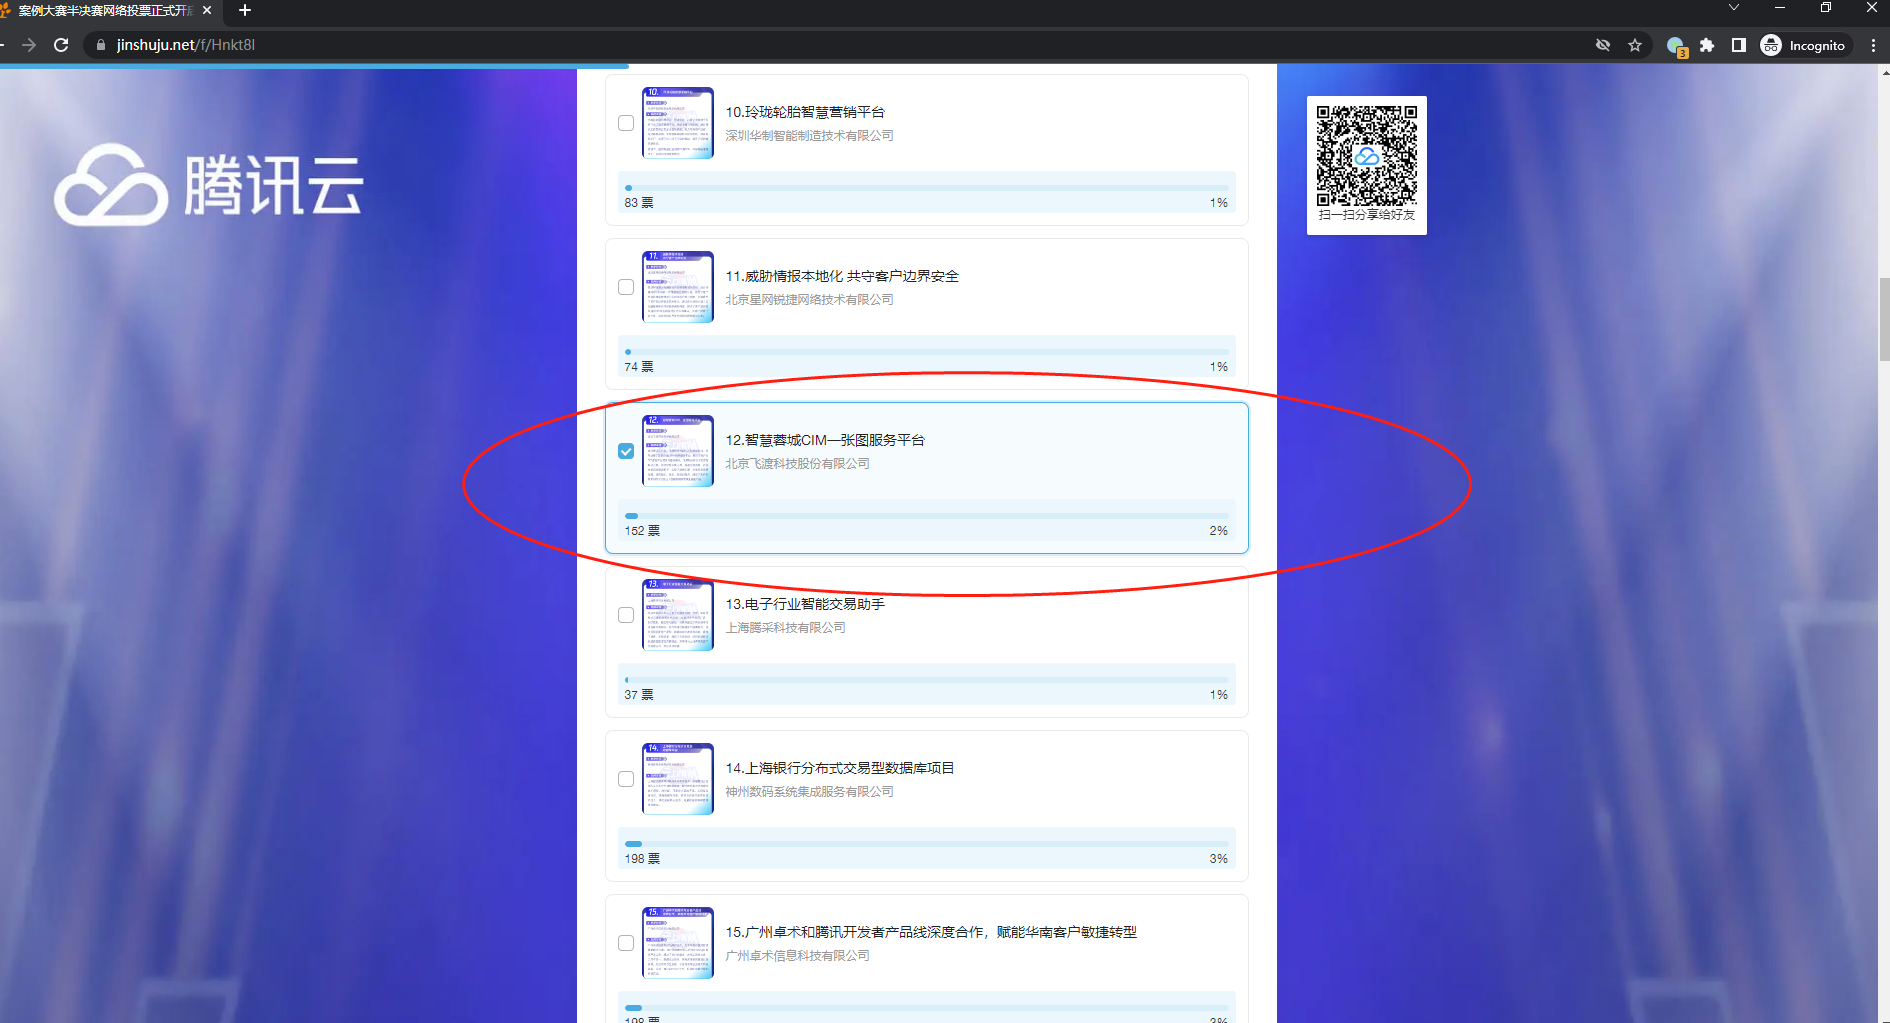 案例大赛半决赛网络投票正式开启
jinshuju.net/f/Hnkt8l
3
Incognito
腾讯云
扫一扫分享给好友
10.玲珑轮胎智慧营销平台
深圳华制智能制造技术有限公司
83 票
1%
11.威胁情报本地化 共守客户边界安全
北京星网锐捷网络技术有限公司
74 票
1%
12.智慧蓉城CIM一张图服务平台
北京飞渡科技股份有限公司
152 票
2%
13.电子行业智能交易助手
上海腾采科技有限公司
37 票
1%
14.上海银行分布式交易型数据库项目
神州数码系统集成服务有限公司
198 票
3%
15.广州卓术和腾讯开发者产品线深度合作，赋能华南客户敏捷转型
广州卓术信息科技有限公司
198 票
3%